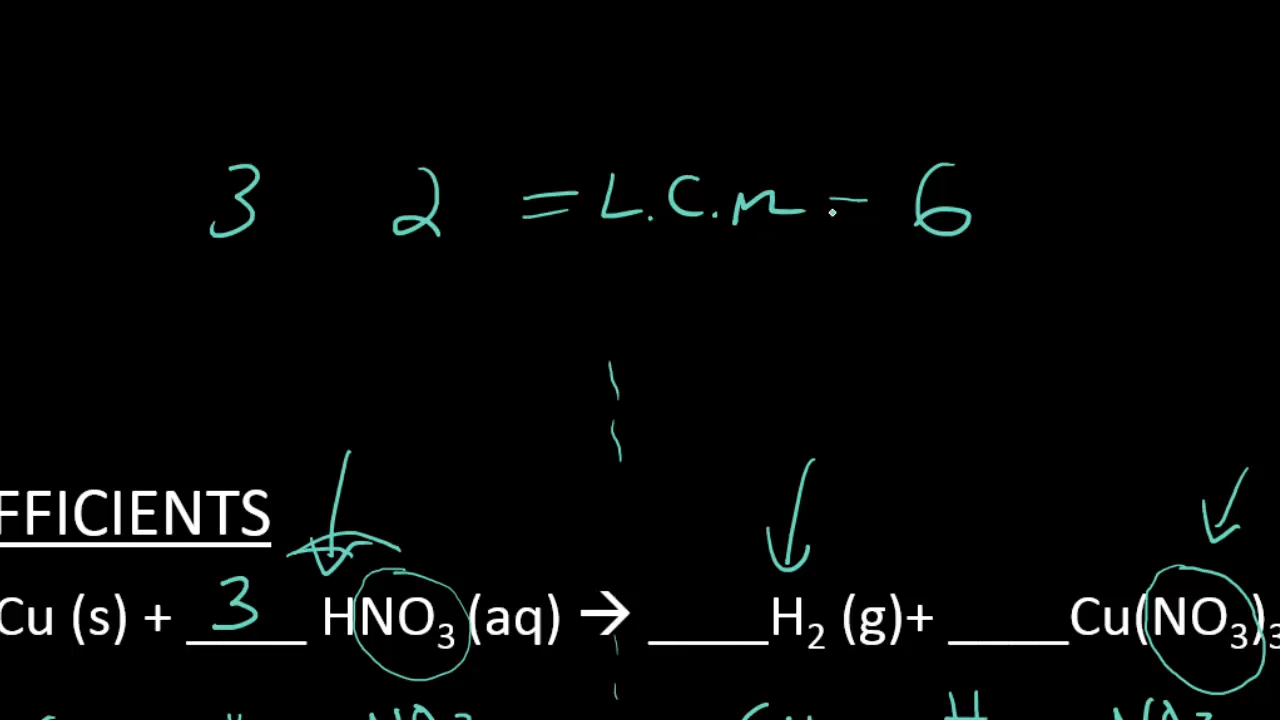 3 2 = L.C.M = 6
FFICIENTS
Cu (s) + 3 HNO₃ (aq) → ____H₂ (g)+ ____Cu(NO₃)₃